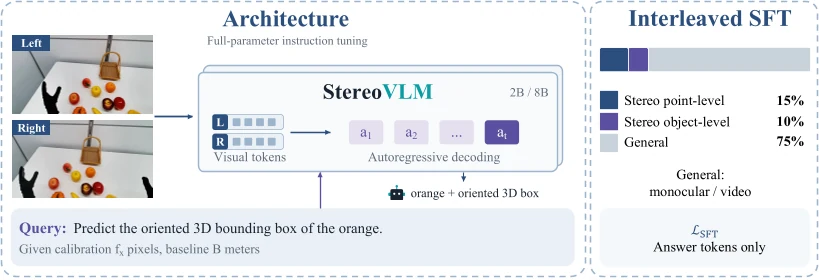 Architecture
Full-parameter instruction tuning
Left
Right
StereoVLM
2B / 8B
L
R
Visual tokens
a1 a2 ... at
Autoregressive decoding
orange + oriented 3D box
Query: Predict the oriented 3D bounding box of the orange.
Given calibration fx pixels, baseline B meters
Interleaved SFT
Stereo point-level 15%
Stereo object-level 10%
General 75%
General:
monocular / video
ℒSFT
Answer tokens only